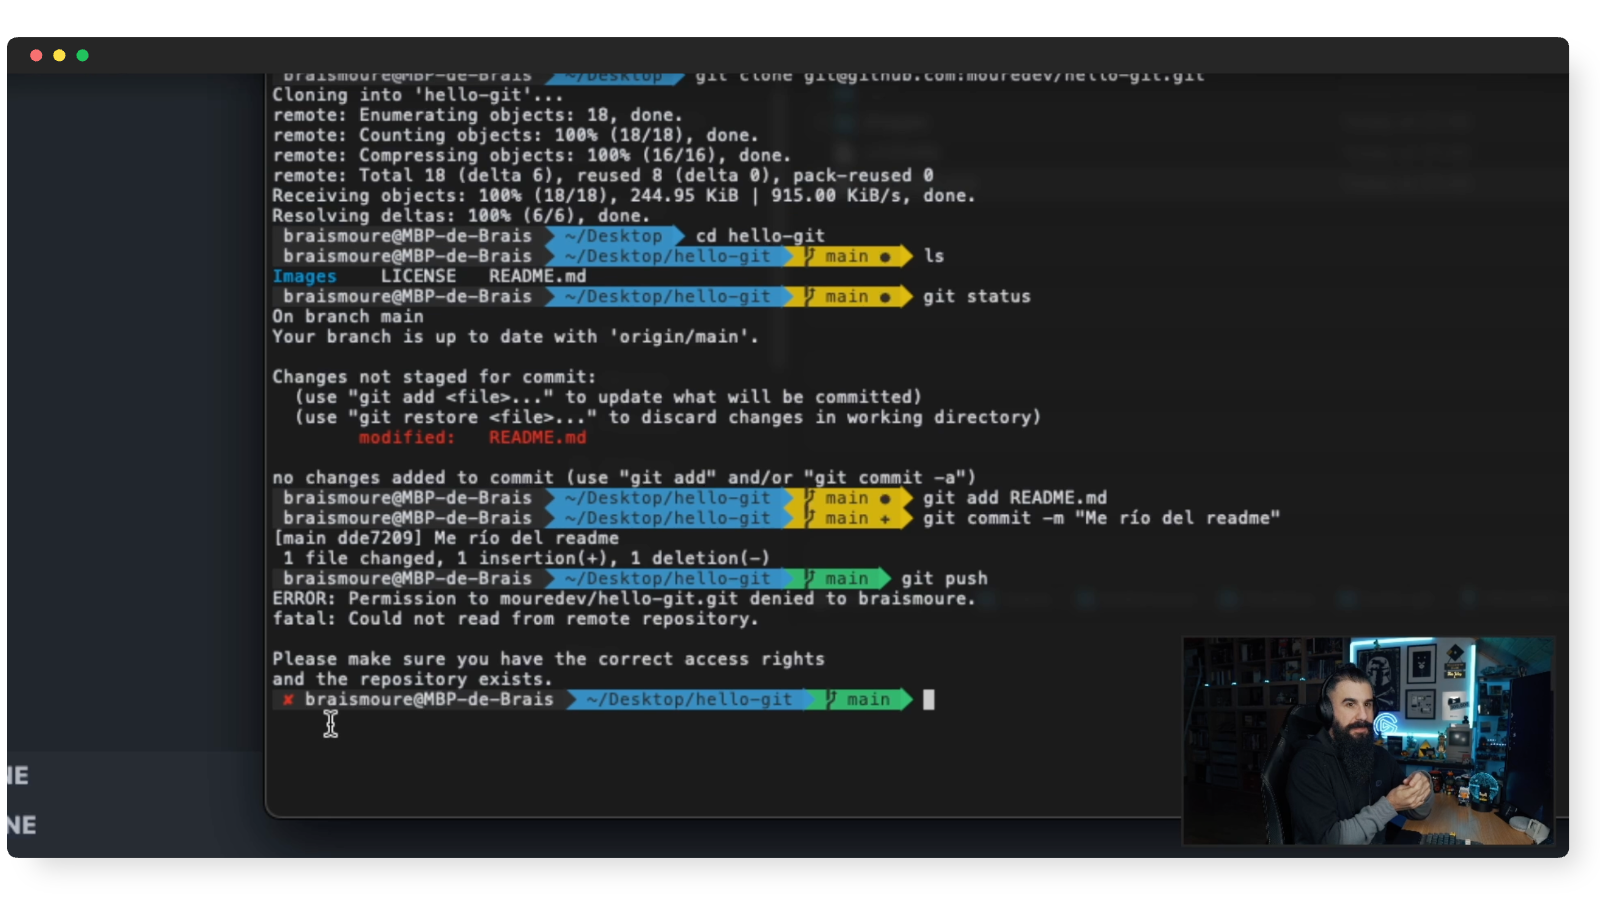 braismoure@MBP-de-Brais ~/Desktop git clone git@github.com:mouredev/hello-git.git
Cloning into 'hello-git'...
remote: Enumerating objects: 18, done.
remote: Counting objects: 100% (18/18), done.
remote: Compressing objects: 100% (16/16), done.
remote: Total 18 (delta 6), reused 8 (delta 0), pack-reused 0
Receiving objects: 100% (18/18), 244.95 KiB | 915.00 KiB/s, done.
Resolving deltas: 100% (6/6), done.
braismoure@MBP-de-Brais ~/Desktop cd hello-git
braismoure@MBP-de-Brais ~/Desktop/hello-git main ● ls
Images LICENSE README.md
braismoure@MBP-de-Brais ~/Desktop/hello-git main ● git status
On branch main
Your branch is up to date with 'origin/main'.
Changes not staged for commit:
(use "git add <file>..." to update what will be committed)
(use "git restore <file>..." to discard changes in working directory)
modified: README.md
no changes added to commit (use "git add" and/or "git commit -a")
braismoure@MBP-de-Brais ~/Desktop/hello-git main ● git add README.md
braismoure@MBP-de-Brais ~/Desktop/hello-git main + git commit -m "Me río del readme"
[main dde7209] Me río del readme
1 file changed, 1 insertion(+), 1 deletion(-)
braismoure@MBP-de-Brais ~/Desktop/hello-git main git push
ERROR: Permission to mouredev/hello-git.git denied to braismoure.
fatal: Could not read from remote repository.
Please make sure you have the correct access rights
and the repository exists.
✘ braismoure@MBP-de-Brais ~/Desktop/hello-git main
NE
NE